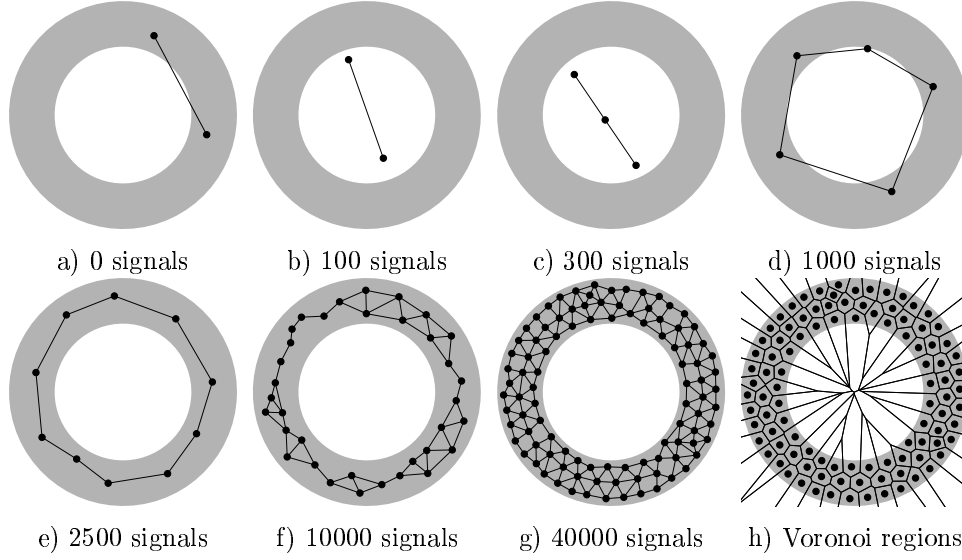 a) 0 signals
b) 100 signals
c) 300 signals
d) 1000 signals
e) 2500 signals
f) 10000 signals
g) 40000 signals
h) Voronoi regions